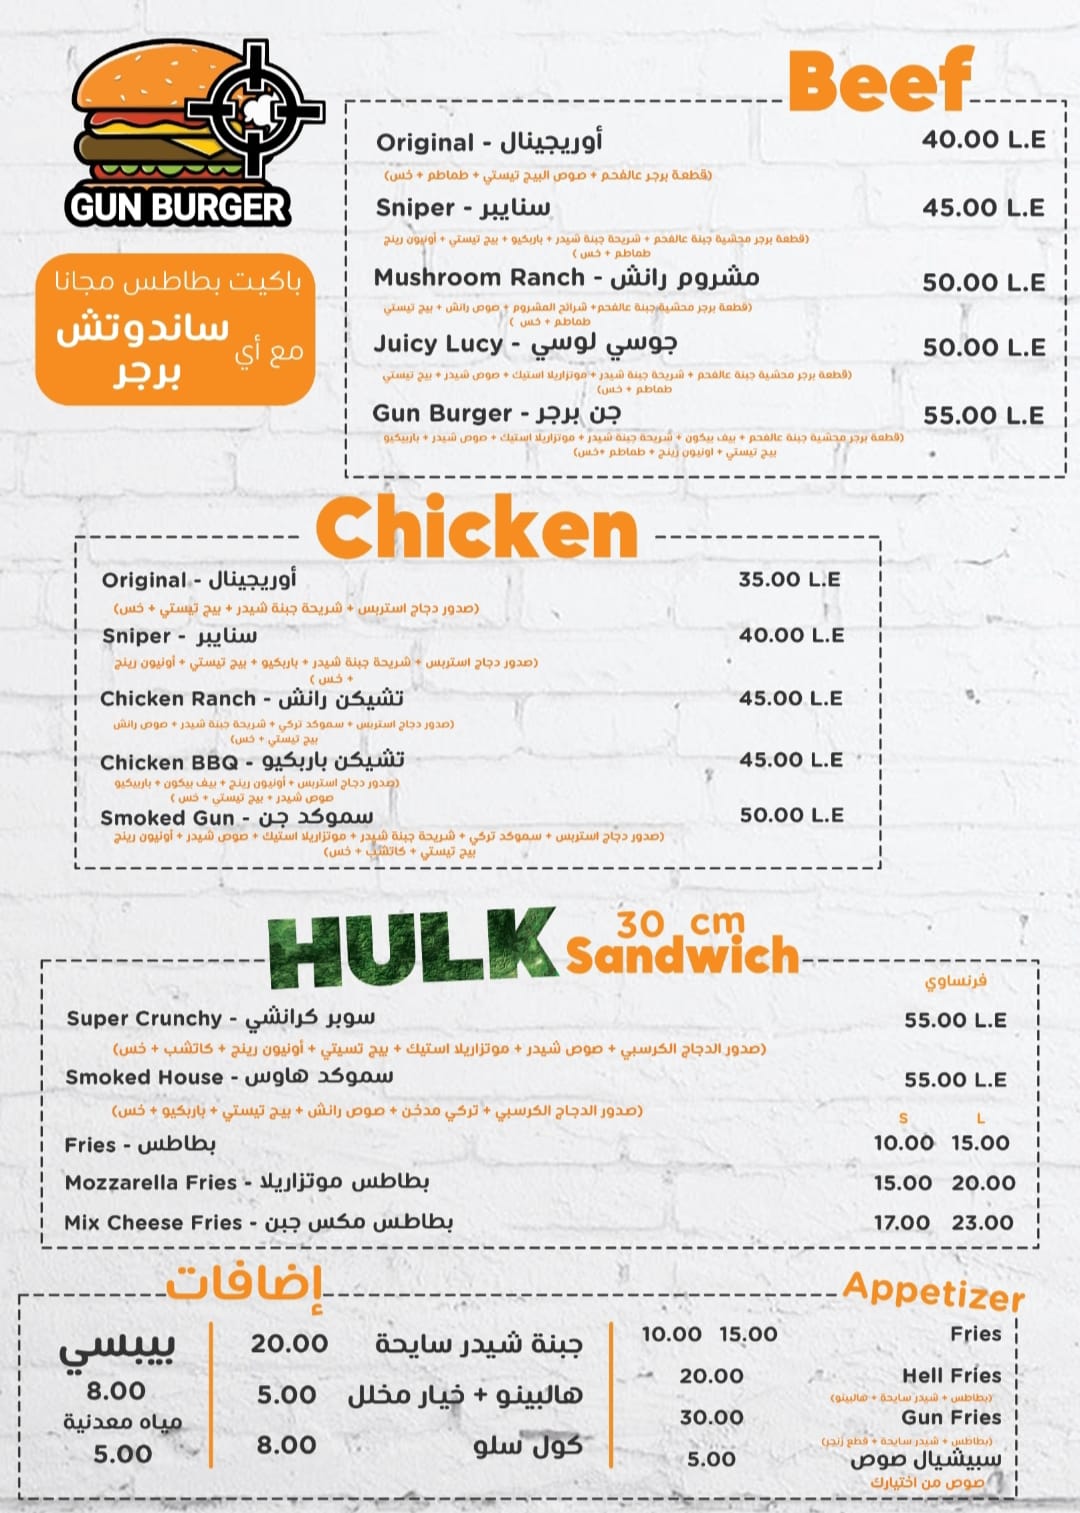 GUN BURGER
باكيت بطاطس مجانا
مع أي ساندوتش برجر
Beef
Original - أوريجينال 40.00 L.E
(قطعة برجر عالفحم + صوص البيج تيستي + طماطم + خس)
Sniper - سنايبر 45.00 L.E
(قطعة برجر محشية جبنة عالفحم + شريحة جبنة شيدر + باربكيو + بيج تيستي + أونيون رينج
طماطم + خس )
Mushroom Ranch - مشروم رانش 50.00 L.E
(قطعة برجر محشية جبنة عالفحم+ شرائح المشروم + صوص رانش + بيج تيستي
طماطم + خس )
Juicy Lucy - جوسي لوسي 50.00 L.E
(قطعة برجر محشية جبنة عالفحم + شريحة جبنة شيدر + موتزاريلا استيك + صوص شيدر + بيج تيستي
طماطم + خس)
Gun Burger - جن برجر 55.00 L.E
(قطعة برجر محشية جبنة عالفحم + بيف بيكون + شريحة جبنة شيدر + موتزاريلا استيك + صوص شيدر + باربيكيو
بيج تيستي + اونيون رينج + طماطم +خس)
Chicken
Original - أوريجينال 35.00 L.E
(صدور دجاج استربس + شريحة جبنة شيدر + بيج تيستي + خس)
Sniper - سنايبر 40.00 L.E
(صدور دجاج استربس + شريحة جبنة شيدر + باربكيو + بيج تيستي + أونيون رينج
+ خس )
Chicken Ranch - تشيكن رانش 45.00 L.E
(صدور دجاج استربس + سموكد تركي + شريحة جبنة شيدر + صوص رانش
بيج تيستي + خس)
Chicken BBQ - تشيكن باربكيو 45.00 L.E
(صدور دجاج استربس + أونيون رينج + بيف بيكون + باربيكيو
صوص شيدر + بيج تيستي + خس )
Smoked Gun - سموكد جن 50.00 L.E
(صدور دجاج استربس + سموكد تركي + شريحة جبنة شيدر + موتزاريلا استيك + صوص شيدر + أونيون رينج
بيج تيستي + كاتشب + خس)
HULK 30 cm Sandwich
فرنساوي
Super Crunchy - سوبر كرانشي 55.00 L.E
(صدور الدجاج الكرسبي + صوص شيدر + موتزاريلا استيك + بيج تسيتي + أونيون رينج + كاتشب + خس)
Smoked House - سموكد هاوس 55.00 L.E
(صدور الدجاج الكرسبي + تركي مدخن + صوص رانش + بيج تيستي + باربكيو + خس)
S L
Fries - بطاطس 10.00 15.00
Mozzarella Fries - بطاطس موتزاريلا 15.00 20.00
Mix Cheese Fries - بطاطس مكس جبن 17.00 23.00
إضافات
جبنة شيدر سايحة 20.00
هالبينو + خيار مخلل 5.00
كول سلو 8.00
بيبسي
8.00
مياه معدنية
5.00
Appetizer
10.00 15.00 Fries
20.00 Hell Fries
(بطاطس + شيدر سايحة + هالبينو)
30.00 Gun Fries
(بطاطس + شيدر سايحة + قطع زنجر)
سبيشيال صوص 5.00
صوص من اختيارك